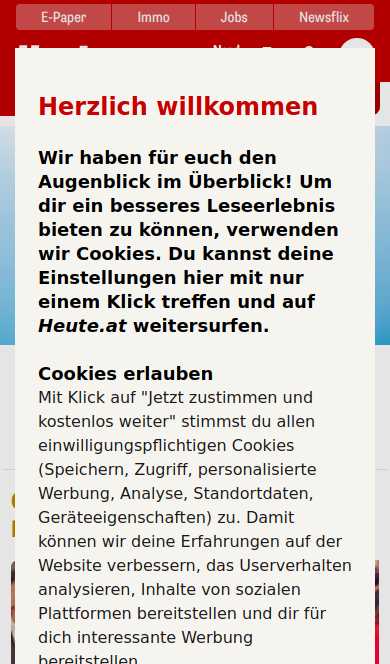 E-Paper Immo Jobs Newsflix
Herzlich willkommen
Wir haben für euch den
Augenblick im Überblick! Um
dir ein besseres Leseerlebnis
bieten zu können, verwenden
wir Cookies. Du kannst deine
Einstellungen hier mit nur
einem Klick treffen und auf
Heute.at weitersurfen.
Cookies erlauben
Mit Klick auf "Jetzt zustimmen und
kostenlos weiter" stimmst du allen
einwilligungspflichtigen Cookies
(Speichern, Zugriff, personalisierte
Werbung, Analyse, Standortdaten,
Geräteeigenschaften) zu. Damit
können wir deine Erfahrungen auf der
Website verbessern, das Userverhalten
analysieren, Inhalte von sozialen
Plattformen bereitstellen und dir für
dich interessante Werbung
bereitstellen